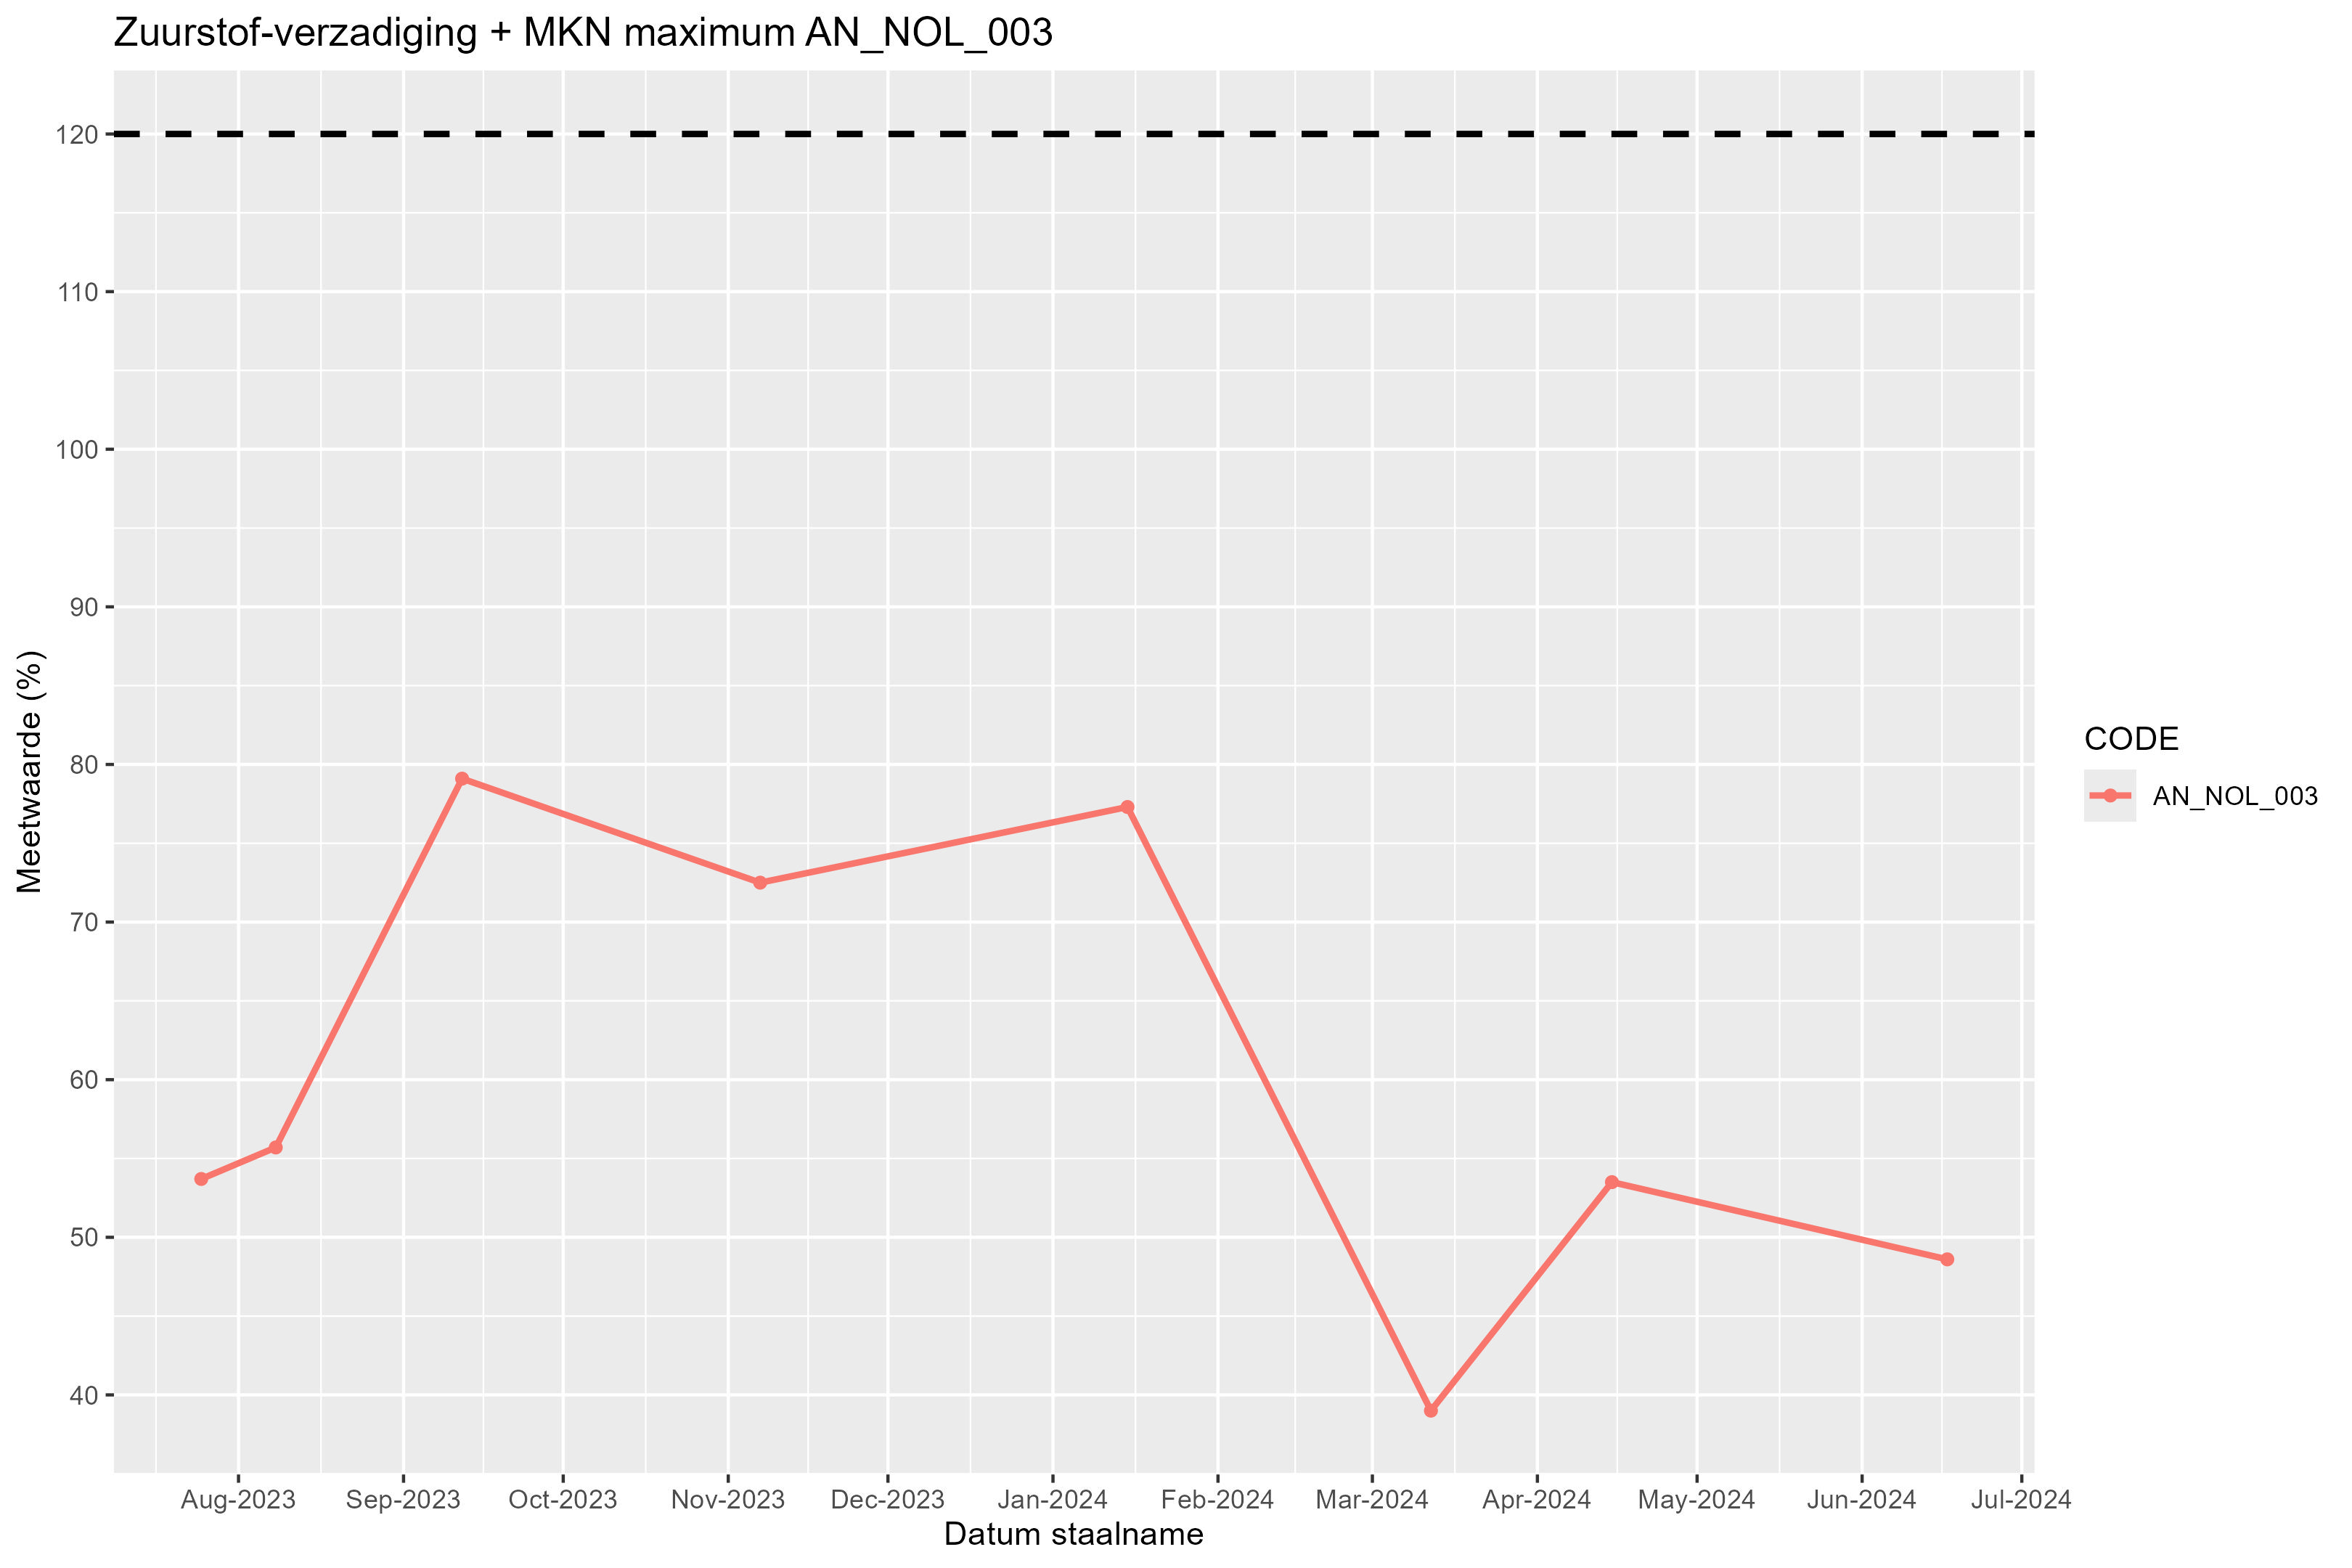 Zuurstof-verzadiging + MKN maximum AN_NOL_003
120
110
100
90
80
70
60
50
40
Meetwaarde (%)
Aug-2023 Sep-2023 Oct-2023 Nov-2023 Dec-2023 Jan-2024 Feb-2024 Mar-2024 Apr-2024 May-2024 Jun-2024 Jul-2024
Datum staalname
CODE
AN_NOL_003